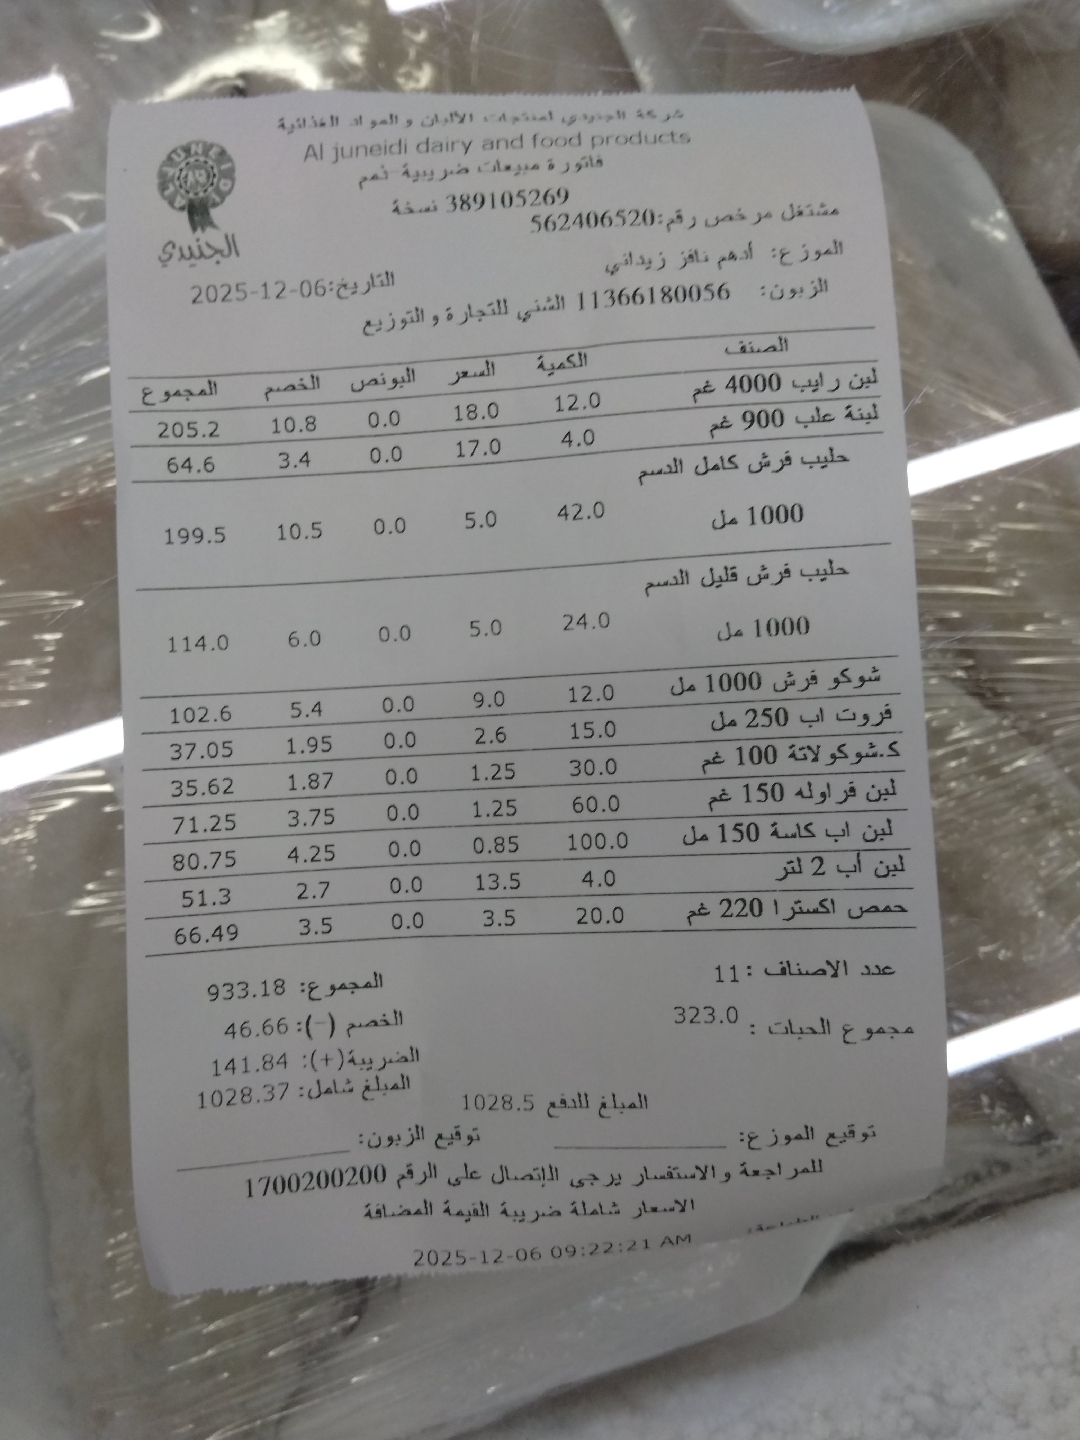 شركة الجنيدي لمنتجات الألبان والمواد الغذائية
Al juneidi dairy and food products
فاتورة مبيعات ضريبية-ذمم
389105269 نسخة
مشتغل مرخص رقم:562406520
AL JUNEIDI
الجنيدي
الموزع: أدهم نافز زيداني
التاريخ:2025-12-06
الزبون: 11366180056 الشني للتجارة والتوزيع
الصنف الكمية السعر البونص الخصم المجموع
لبن رايب 4000 غم 12.0 18.0 0.0 10.8 205.2
لبنة علب 900 غم 4.0 17.0 0.0 3.4 64.6
حليب فرش كامل الدسم
1000 مل 42.0 5.0 0.0 10.5 199.5
حليب فرش قليل الدسم
1000 مل 24.0 5.0 0.0 6.0 114.0
شوكو فرش 1000 مل 12.0 9.0 0.0 5.4 102.6
فروت اب 250 مل 15.0 2.6 0.0 1.95 37.05
ك.شوكولاتة 100 غم 30.0 1.25 0.0 1.87 35.62
لبن فراوله 150 غم 60.0 1.25 0.0 3.75 71.25
لبن اب كاسة 150 مل 100.0 0.85 0.0 4.25 80.75
لبن أب 2 لتر 4.0 13.5 0.0 2.7 51.3
حمص اكسترا 220 غم 20.0 3.5 0.0 3.5 66.49
عدد الاصناف :11
المجموع: 933.18
مجموع الحبات : 323.0
الخصم (-): 46.66
الضريبة(+): 141.84
المبلغ شامل: 1028.37
المبلغ للدفع 1028.5
توقيع الموزع: توقيع الزبون:
للمراجعة والاستفسار يرجى الإتصال على الرقم 1700200200
الاسعار شاملة ضريبة القيمة المضافة
2025-12-06 09:22:21 AM